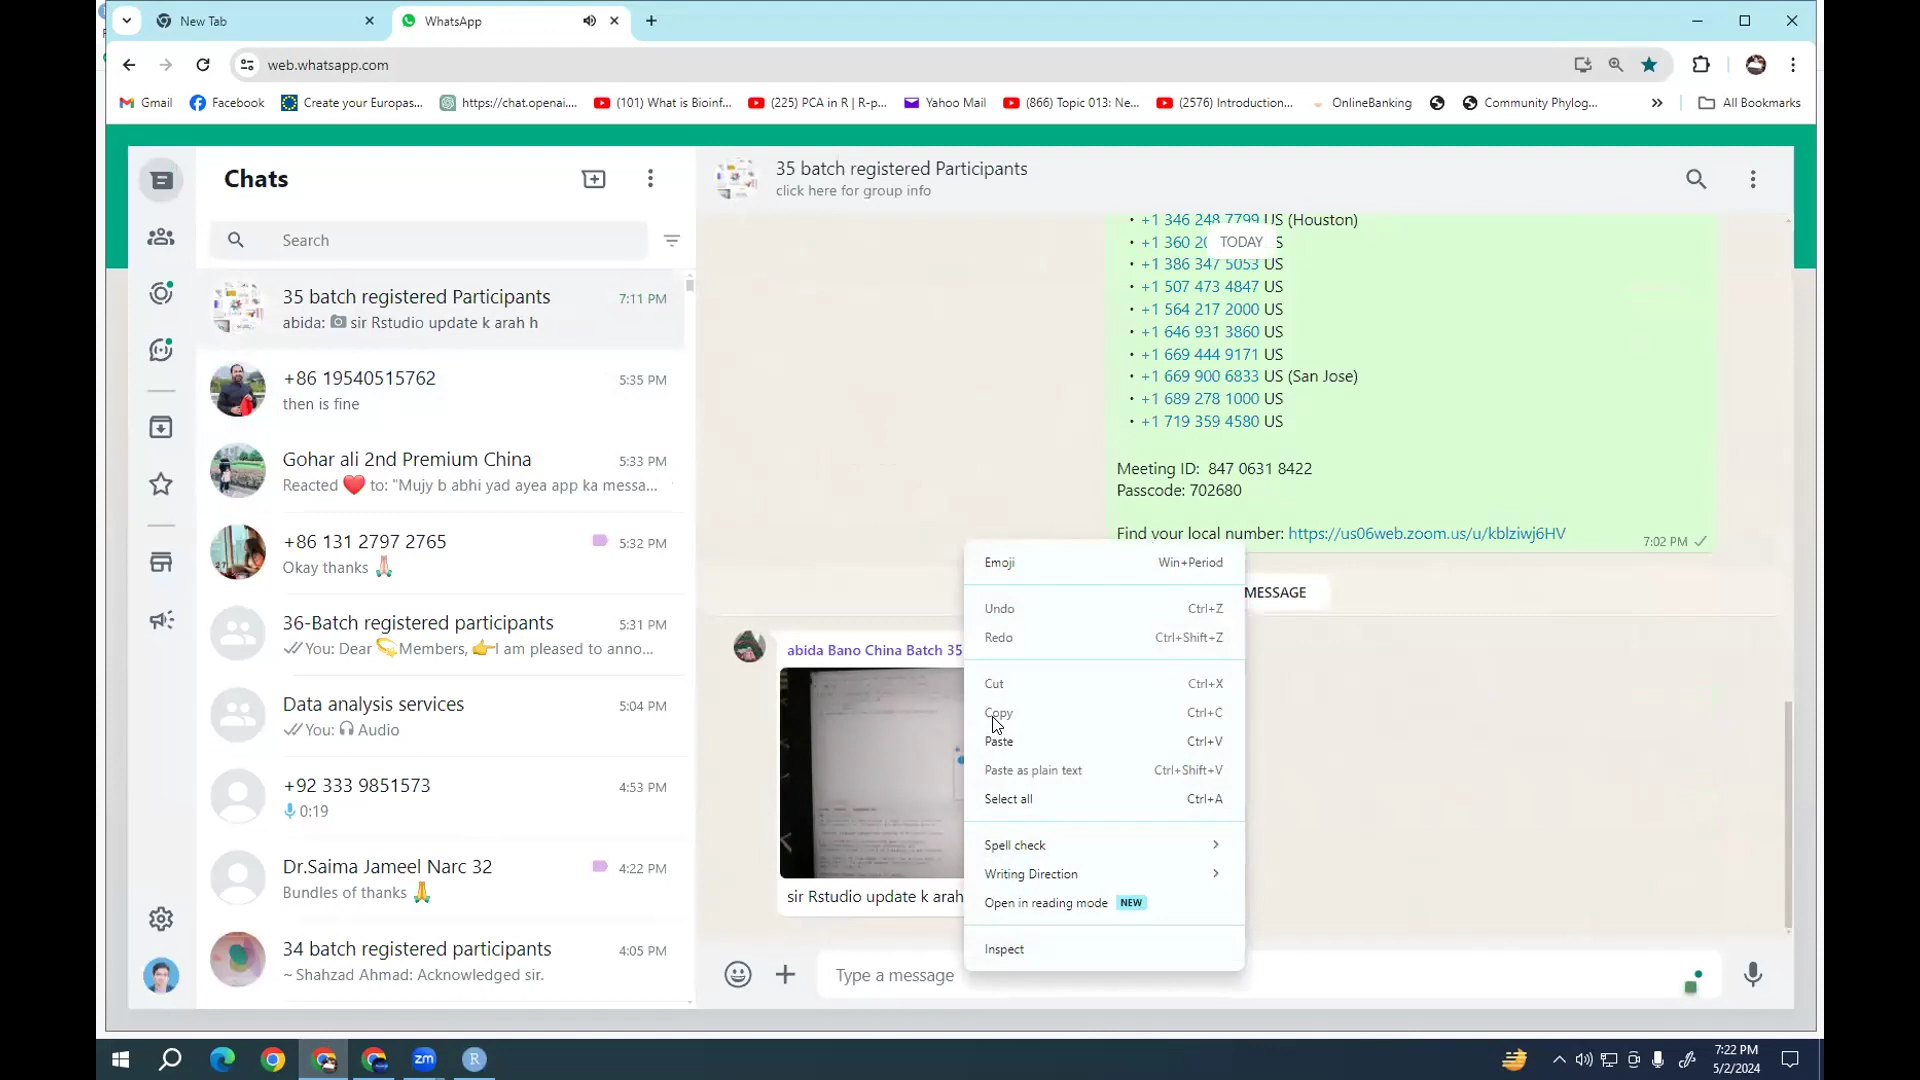 New Tab
WhatsApp
web.whatsapp.com
Gmail
Facebook
Create your Europas...
https://chat.openai....
(101) What is Bioinf...
(225) PCA in R | R-p...
Yahoo Mail
(866) Topic 013: Ne...
(2576) Introduction...
OnlineBanking
Community Phylog...
All Bookmarks
Chats
Search
35 batch registered Participants
7:11 PM
abida: sir Rstudio update k arah h
+86 19540515762
5:35 PM
then is fine
Gohar ali 2nd Premium China
5:33 PM
Reacted ❤️ to: "Mujy b abhi yad ayea app ka messa...
+86 131 2797 2765
5:32 PM
Okay thanks 🙏🏻
36-Batch registered participants
5:31 PM
You: Dear 💫Members, 👉I am pleased to anno...
Data analysis services
5:04 PM
You: 🎧 Audio
+92 333 9851573
4:53 PM
0:19
Dr.Saima Jameel Narc 32
4:22 PM
Bundles of thanks 🙏
34 batch registered participants
4:05 PM
~ Shahzad Ahmad: Acknowledged sir.
35 batch registered Participants
click here for group info
• +1 346 248 7799 US (Houston)
• +1 360 20 S
TODAY
• +1 386 347 5053 US
• +1 507 473 4847 US
• +1 564 217 2000 US
• +1 646 931 3860 US
• +1 669 444 9171 US
• +1 669 900 6833 US (San Jose)
• +1 689 278 1000 US
• +1 719 359 4580 US
Meeting ID: 847 0631 8422
Passcode: 702680
Find your local number: https://us06web.zoom.us/u/kblziwj6HV
7:02 PM
MESSAGE
abida Bano China Batch 35
sir Rstudio update k arah
Emoji Win+Period
Undo Ctrl+Z
Redo Ctrl+Shift+Z
Cut Ctrl+X
Copy Ctrl+C
Paste Ctrl+V
Paste as plain text Ctrl+Shift+V
Select all Ctrl+A
Spell check
Writing Direction
Open in reading mode NEW
Inspect
Type a message
zm
R
7:22 PM
5/2/2024